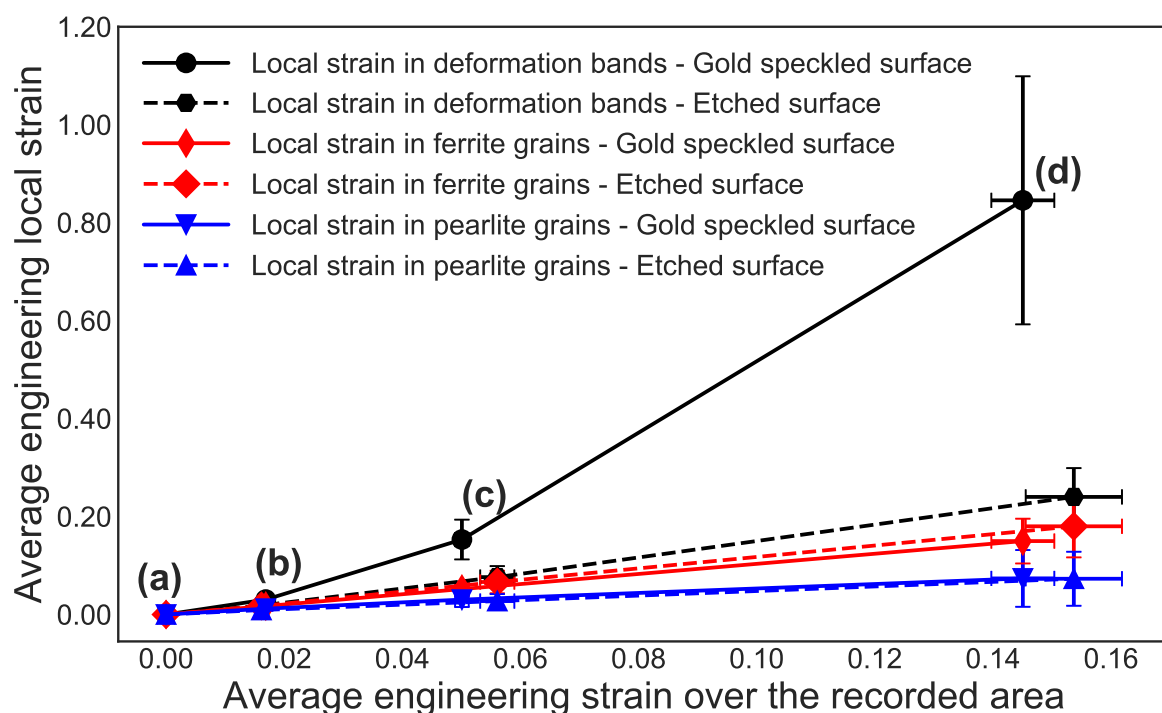 1.20
Local strain in deformation bands - Gold speckled surface
Local strain in deformation bands - Etched surface
Local strain in ferrite grains - Gold speckled surface
Local strain in ferrite grains - Etched surface
Local strain in pearlite grains - Gold speckled surface
Local strain in pearlite grains - Etched surface
Average engineering local strain
1.00
0.80
0.60
0.40
0.20
0.00
(a)
(b)
(c)
(d)
0.00 0.02 0.04 0.06 0.08 0.10 0.12 0.14 0.16
Average engineering strain over the recorded area